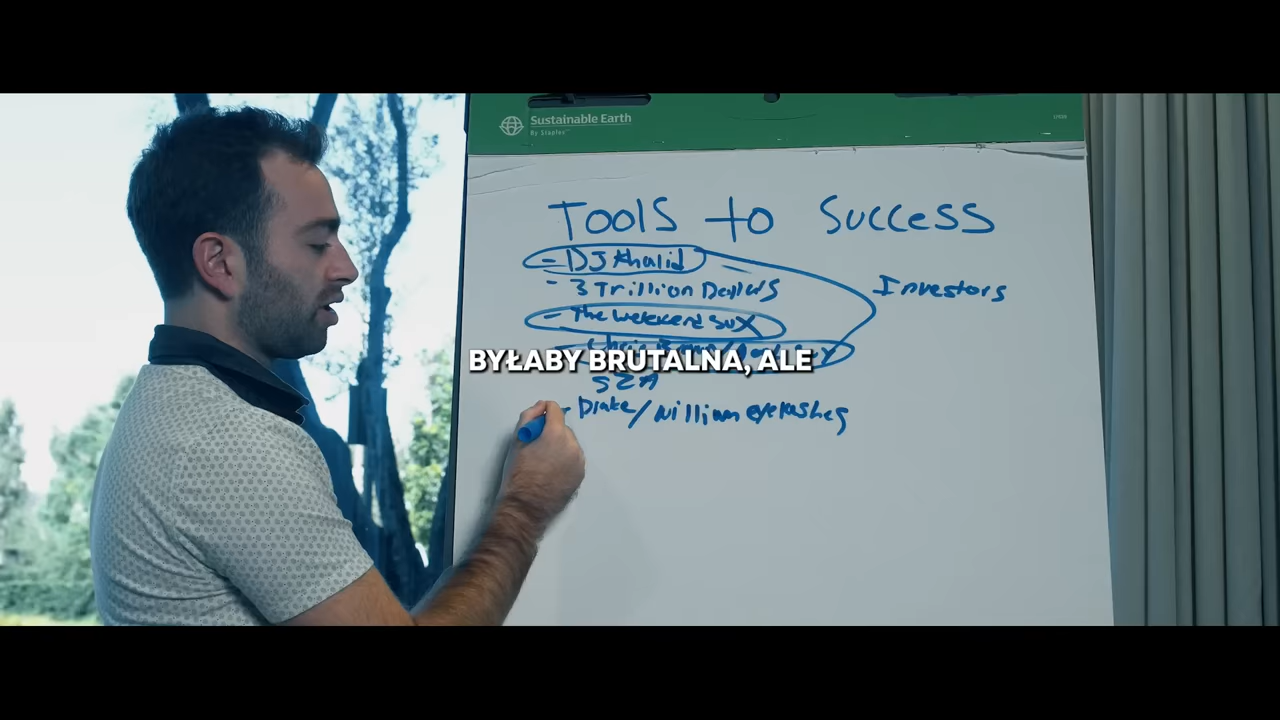 Sustainable Earth
By Staples
Tools to Success
- DJ Khalid
- 3 Trillion Dollars
Investors
- The weekend sux
BYŁABY BRUTALNA, ALE
SZA
- Drake/